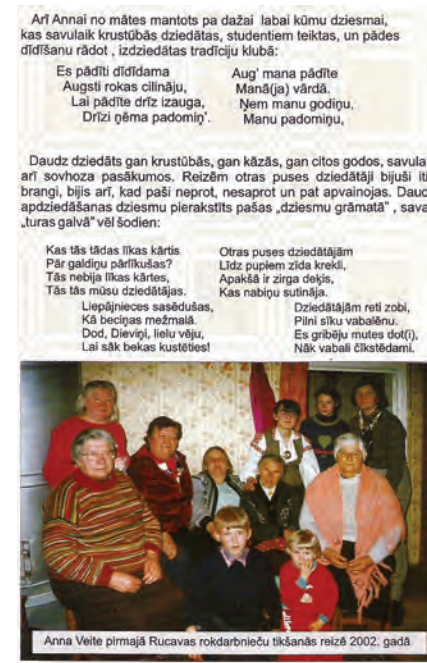 Arī Annai no mātes mantots pa dažai labai kūmu dziesmai,
kas savulaik krustūbās dziedātas, studentiem teiktas, un pādes
dīdīšanu rādot , izdziedātas tradīciju klubā:
Es pādīti dīdīdama
Augsti rokas cilināju,
Lai pādīte drīz izauga,
Drīzi ņēma padomiņ'.
Aug' mana pādīte
Manā(ja) vārdā.
Ņem manu godiņu,
Manu padomiņu,
Daudz dziedāts gan krustūbās, gan kāzās, gan citos godos, savula
arī sovhoza pasākumos. Reizēm otras puses dziedātāji bijuši iti
brangi, bijis arī, kad paši neprot, nesaprot un pat apvainojas. Daud
apdziedāšanas dziesmu pierakstīts pašas „dziesmu grāmatā" , sava
„turas galvā" vēl šodien:
Kas tās tādas līkas kārtis
Pār galdiņu pārlīkušas?
Tās nebija līkas kārtes,
Tās tās mūsu dziedātājas.
Liepājnieces sasēdušas,
Kā beciņas mežmalā.
Dod, Dieviņi, lielu vēju,
Lai sāk bekas kustēties!
Otras puses dziedātājām
Līdz pupiem zīda krekli,
Apakšā ir zirga deķis,
Kas nabiņu sutināja.
Dziedātājām reti zobi,
Pilni sīku vabalēnu.
Es gribēju mutes dot(i),
Nāk vabali čīkstēdami.
Anna Veite pirmajā Rucavas rokdarbnieču tikšanās reizē 2002. gadā